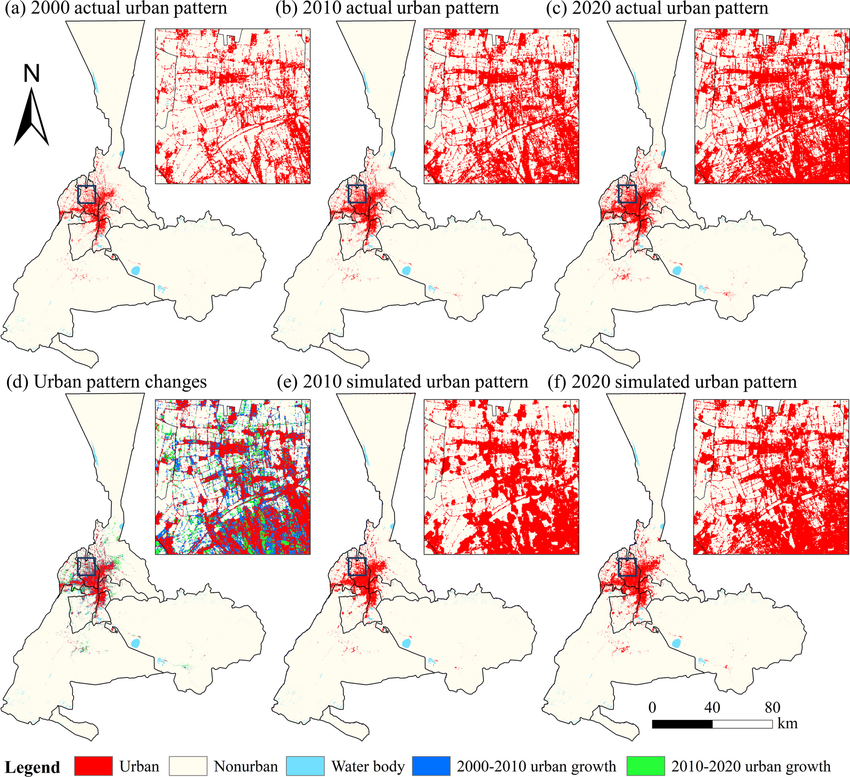 (a) 2000 actual urban pattern
(b) 2010 actual urban pattern
(c) 2020 actual urban pattern
N
(d) Urban pattern changes
(e) 2010 simulated urban pattern
(f) 2020 simulated urban pattern
0 40 80
km
Legend Urban Nonurban Water body 2000-2010 urban growth 2010-2020 urban growth